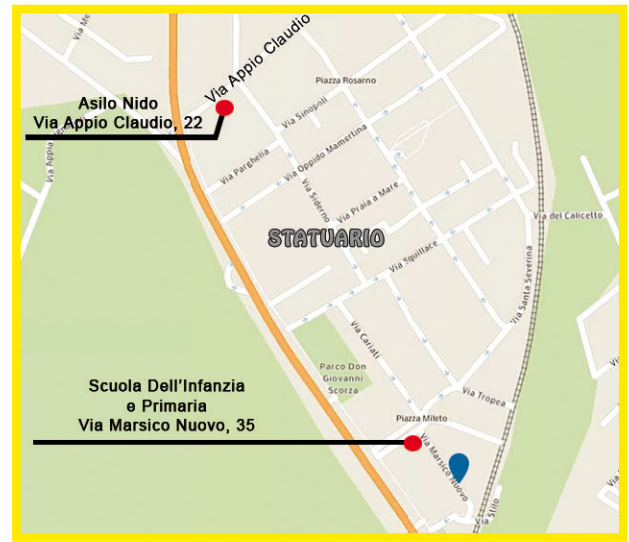 Via Appio Claudio
Piazza Rosarno
Asilo Nido
Via Appio Claudio, 22
Via Sinopoli
Via Oppido Mamertina
Via Parghelia
Via Siderno
Via Praia a Mare
Via del Calicetto
STATUARIO
Via Squillace
Via Santa Severina
Via Cariati
Parco Don
Giovanni
Scorza
Scuola Dell'Infanzia
e Primaria
Via Marsico Nuovo, 35
Via Tropea
Piazza Mileto
Via Marsico Nuovo
Via Stilo